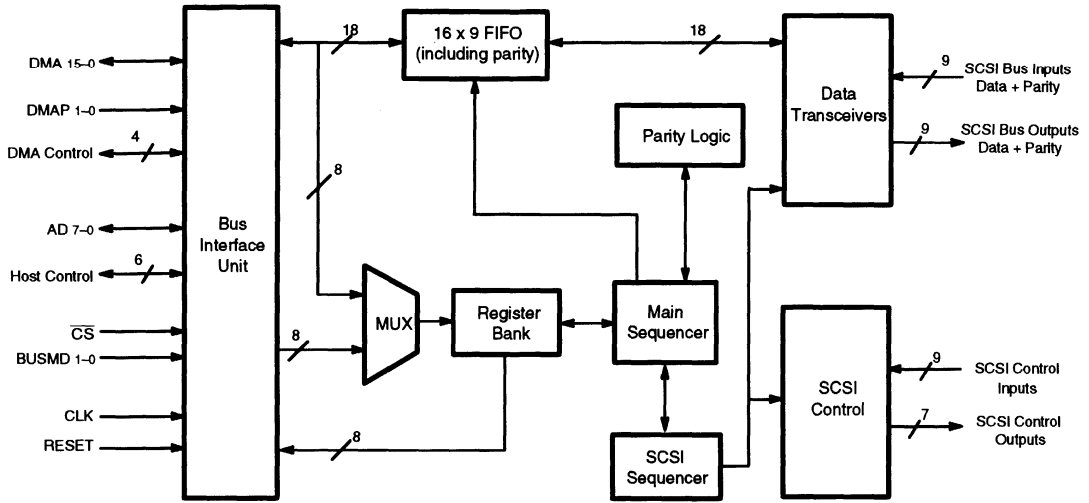 DMA 15–0
DMAP 1–0
4
DMA Control
AD 7–0
6
Host Control
CS
BUSMD 1–0
CLK
RESET
Bus
Interface
Unit
18
16 x 9 FIFO
(including parity)
18
8
Parity Logic
8
MUX
Register
Bank
Main
Sequencer
8
SCSI
Sequencer
Data
Transceivers
9
SCSI Bus Inputs
Data + Parity
9
SCSI Bus Outputs
Data + Parity
SCSI
Control
9
SCSI Control
Inputs
7
SCSI Control
Outputs